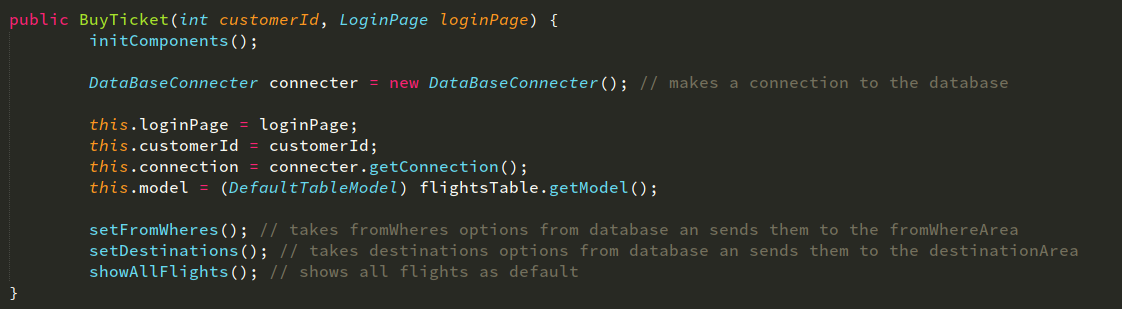 public BuyTicket(int customerId, LoginPage loginPage) {
initComponents();
DataBaseConnecter connecter = new DataBaseConnecter(); // makes a connection to the database
this.loginPage = loginPage;
this.customerId = customerId;
this.connection = connecter.getConnection();
this.model = (DefaultTableModel) flightsTable.getModel();
setFromWheres(); // takes fromWheres options from database an sends them to the fromWhereArea
setDestinations(); // takes destinations options from database an sends them to the destinationArea
showAllFlights(); // shows all flights as default
}